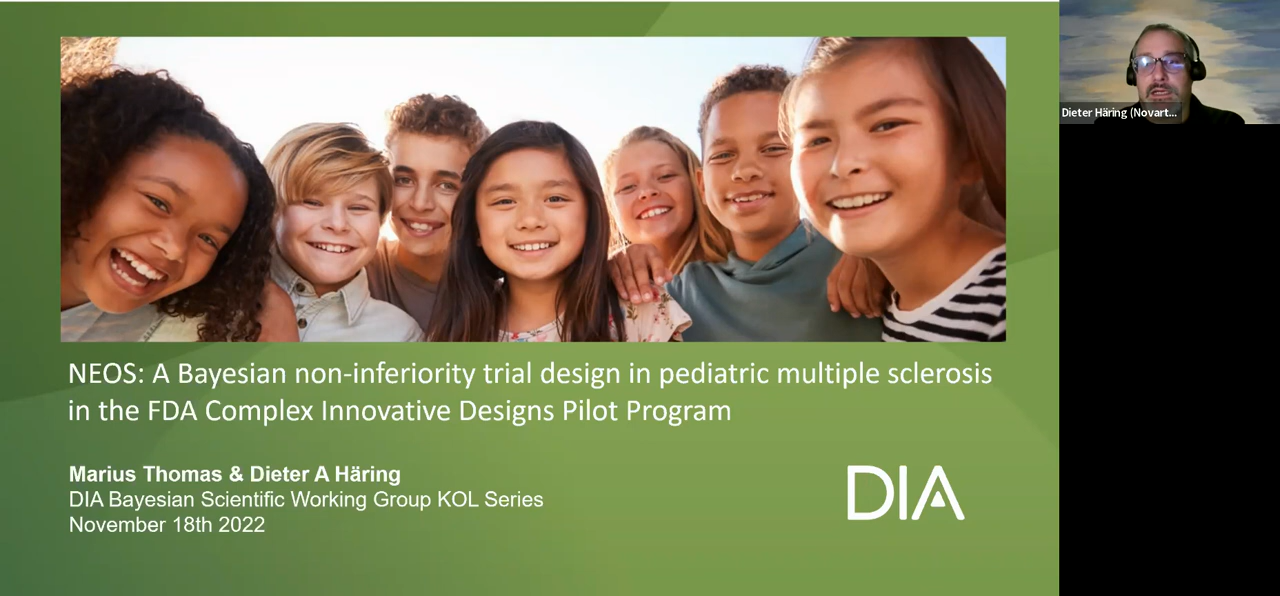 NEOS: A Bayesian non-inferiority trial design in pediatric multiple sclerosis
in the FDA Complex Innovative Designs Pilot Program
Marius Thomas & Dieter A Häring
DIA Bayesian Scientific Working Group KOL Series
November 18th 2022
DIA
Dieter Häring (Novart...